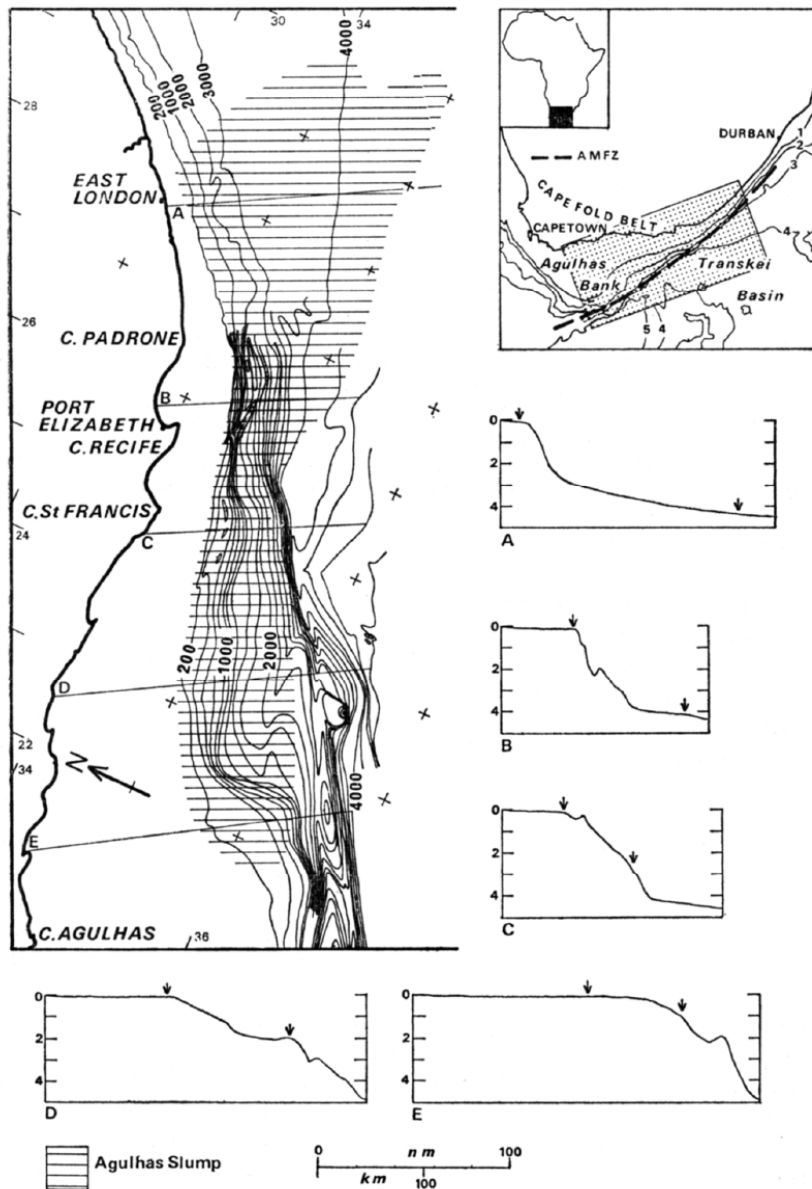 30
34
4000
200
1000
2000
3000
28
EAST
LONDON
A
26
C. PADRONE
B
PORT
ELIZABETH
C. RECIFE
C.St FRANCIS
24
C
200
1000
2000
D
22
34
N
4000
E
C. AGULHAS
36
DURBAN
AMFZ
1
2
3
CAPE FOLD BELT
CAPETOWN
4
Agulhas
Bank
Transkei
Basin
5 4
0
2
4
A
0
2
4
B
0
2
4
C
0
2
4
D
0
2
4
E
Agulhas Slump
0 nm 100
km 100